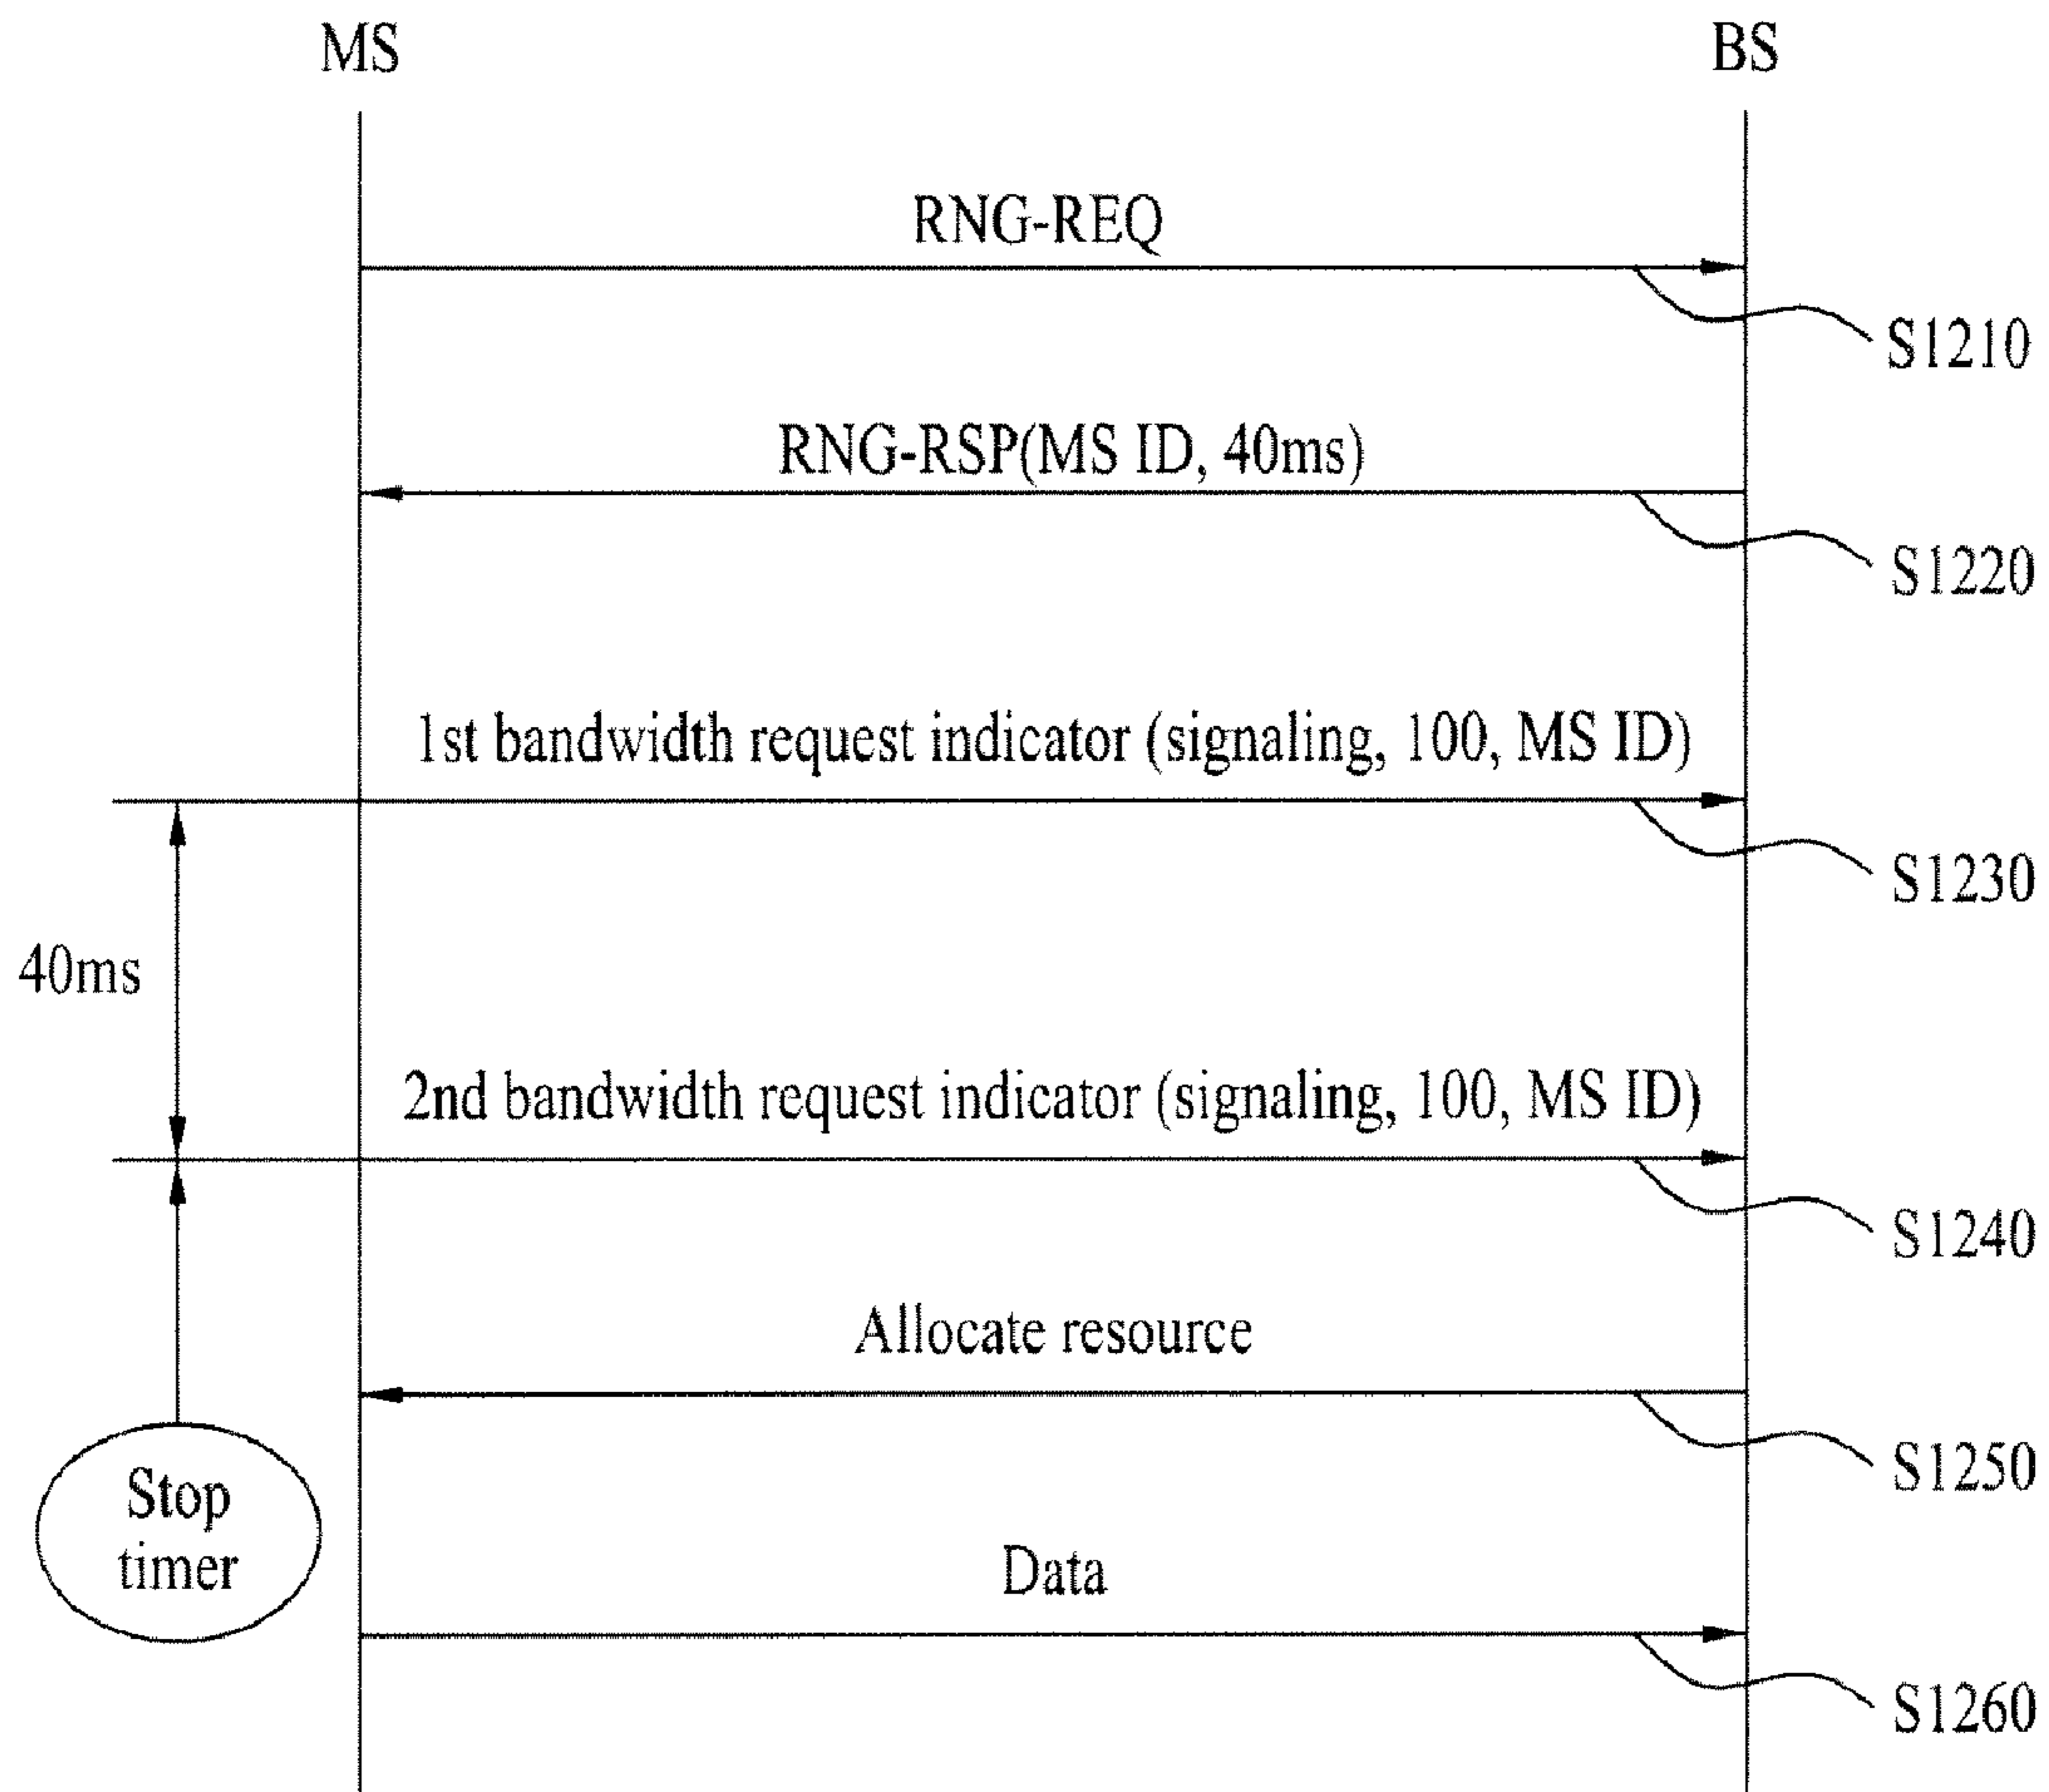 MS
BS
RNG-REQ
S1210
RNG-RSP(MS ID, 40ms)
S1220
1st bandwidth request indicator (signaling, 100, MS ID)
S1230
40ms
2nd bandwidth request indicator (signaling, 100, MS ID)
S1240
Allocate resource
S1250
Stop
timer
Data
S1260